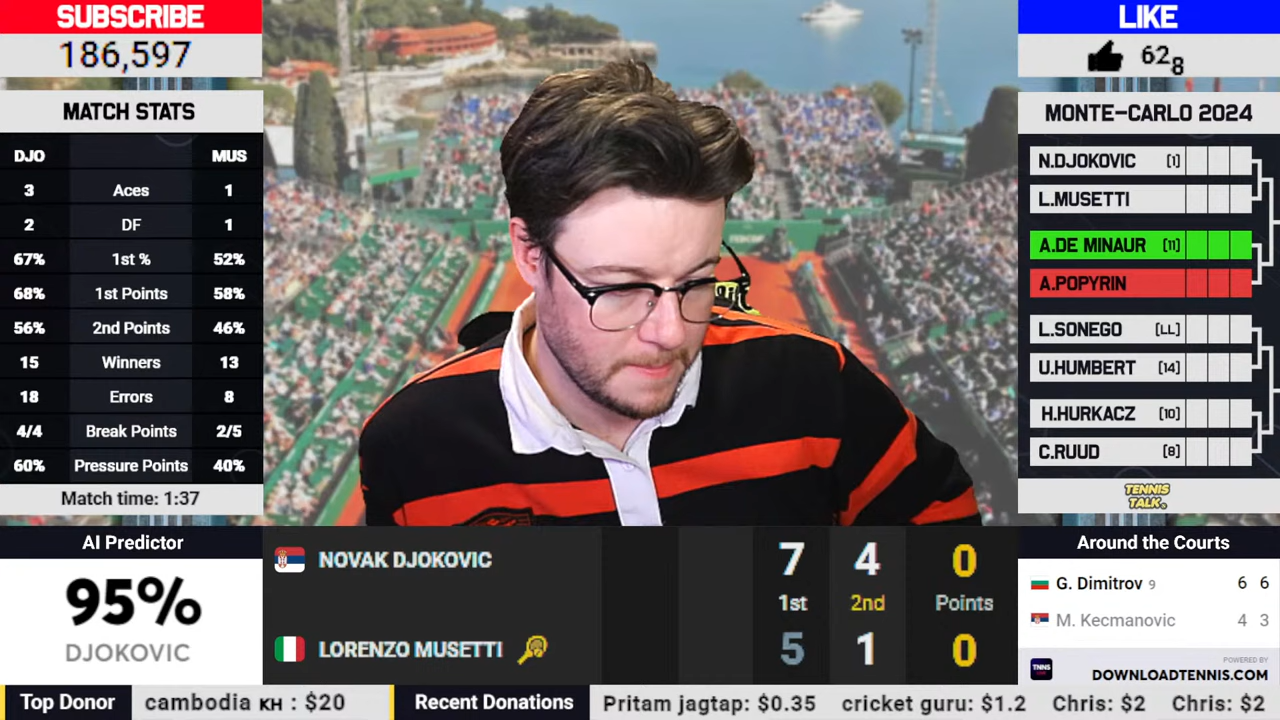 SUBSCRIBE
186,597
MATCH STATS
DJO MUS
3 Aces 1
2 DF 1
67% 1st % 52%
68% 1st Points 58%
56% 2nd Points 46%
15 Winners 13
18 Errors 8
4/4 Break Points 2/5
60% Pressure Points 40%
Match time: 1:37
AI Predictor
95%
DJOKOVIC
NOVAK DJOKOVIC 7 4 0
1st 2nd Points
LORENZO MUSETTI 5 1 0
LIKE
628
MONTE-CARLO 2024
N.DJOKOVIC [1]
L.MUSETTI
A.DE MINAUR [11]
A.POPYRIN
L.SONEGO [LL]
U.HUMBERT [14]
H.HURKACZ [10]
C.RUUD [8]
TENNIS
TALK.
Around the Courts
G. Dimitrov 9 6 6
M. Kecmanovic 4 3
POWERED BY
TNNS
DOWNLOADTENNIS.COM
Top Donor cambodia KH : $20 Recent Donations Pritam jagtap: $0.35 cricket guru: $1.2 Chris: $2 Chris: $2